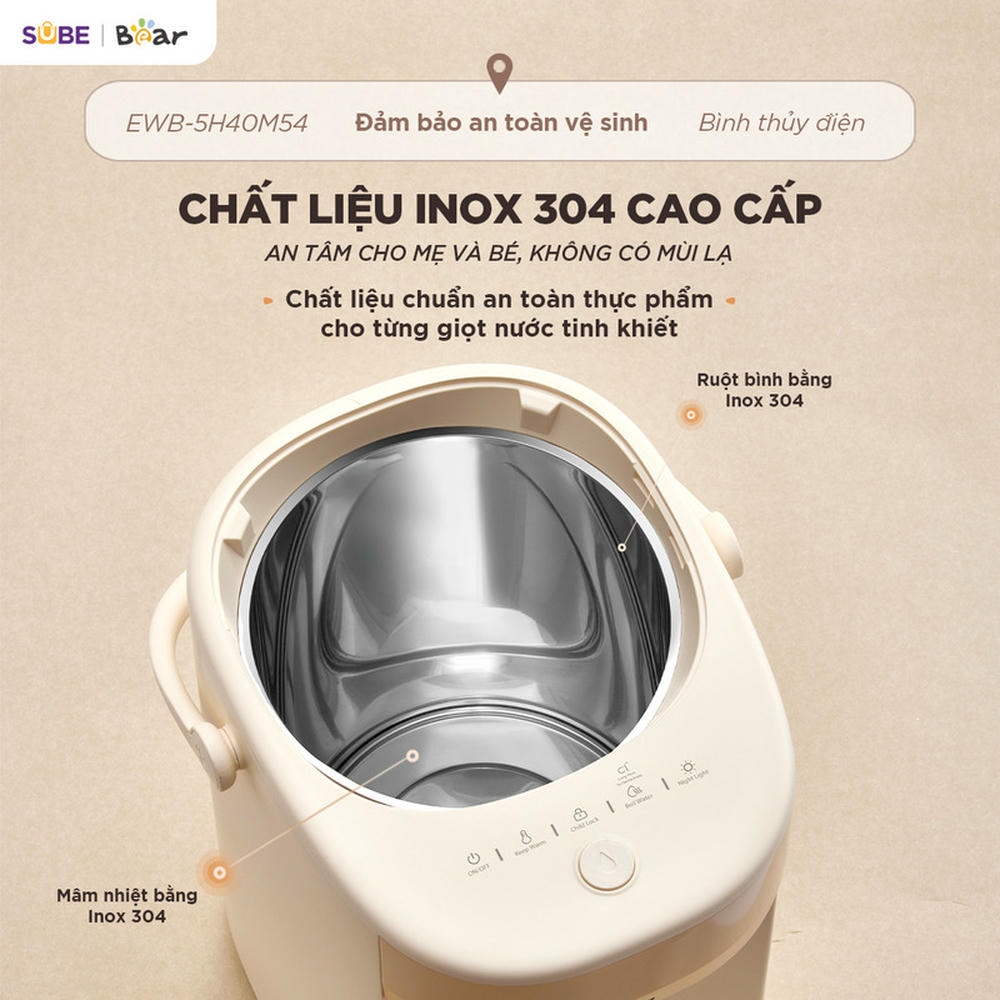 SUBE | Bear
EWB-5H40M54
Đảm bảo an toàn vệ sinh
Bình thủy điện
CHẤT LIỆU INOX 304 CAO CẤP
AN TÂM CHO MẸ VÀ BÉ, KHÔNG CÓ MÙI LẠ
Chất liệu chuẩn an toàn thực phẩm
cho từng giọt nước tinh khiết
Ruột bình bằng
Inox 304
ON/OFF
Keep Warm
Child Lock
Boil Water
Night Light
Mâm nhiệt bằng
Inox 304